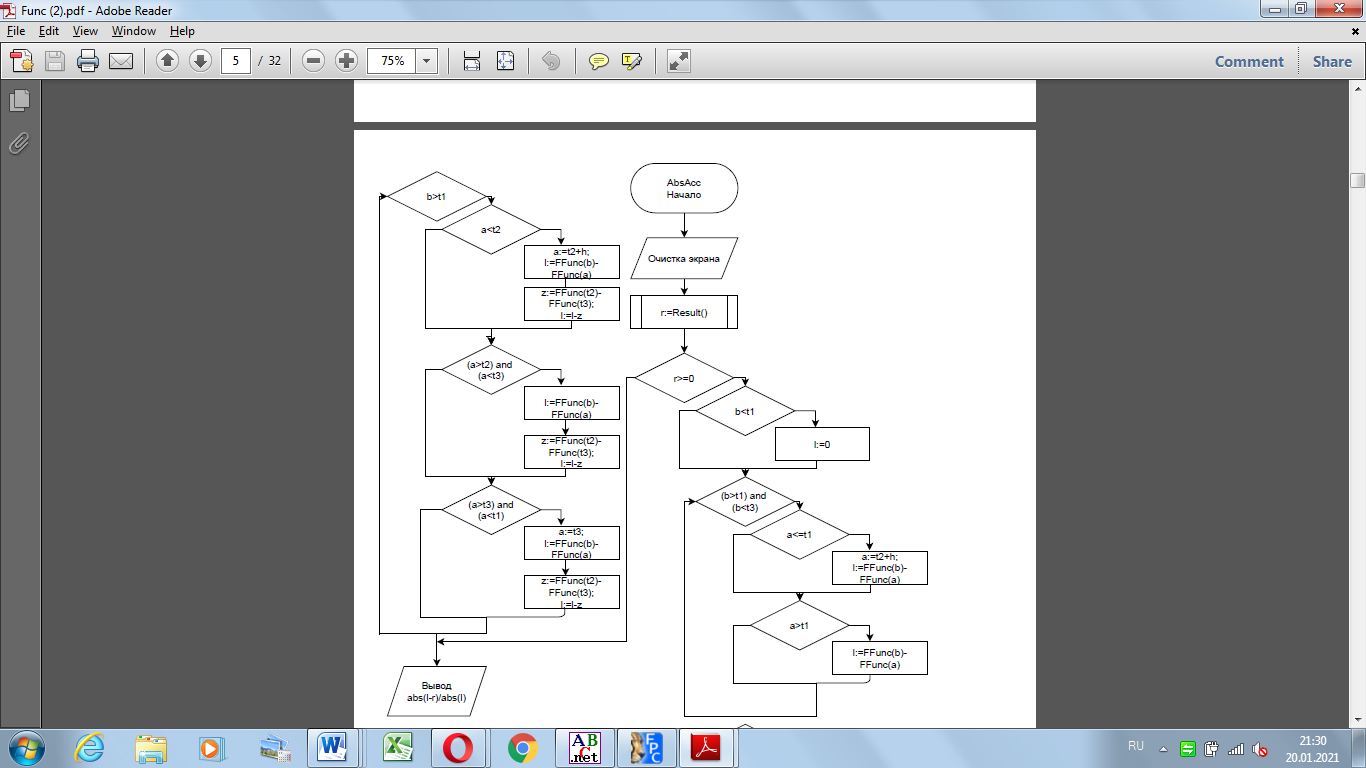 Func (2).pdf - Adobe Reader
File Edit View Window Help
5 / 32 75% Comment Share
b>t1
a<t2
a:=t2+h;
I:=FFunc(b)-
FFunc(a)
z:=FFunc(t2)-
FFunc(t3);
I:=I-z
(a>t2) and
(a<t3)
I:=FFunc(b)-
FFunc(a)
z:=FFunc(t2)-
FFunc(t3);
I:=I-z
(a>t3) and
(a<t1)
a:=t3;
I:=FFunc(b)-
FFunc(a)
z:=FFunc(t2)-
FFunc(t3);
I:=I-z
Вывод
abs(I-r)/abs(I)
AbsAcc
Начало
Очистка экрана
r:=Result()
r>=0
b<t1
I:=0
(b>t1) and
(b<t3)
a<=t1
a:=t2+h;
I:=FFunc(b)-
FFunc(a)
a>t1
I:=FFunc(b)-
FFunc(a)
AB
C
.net
FPC
RU
21:30
20.01.2021